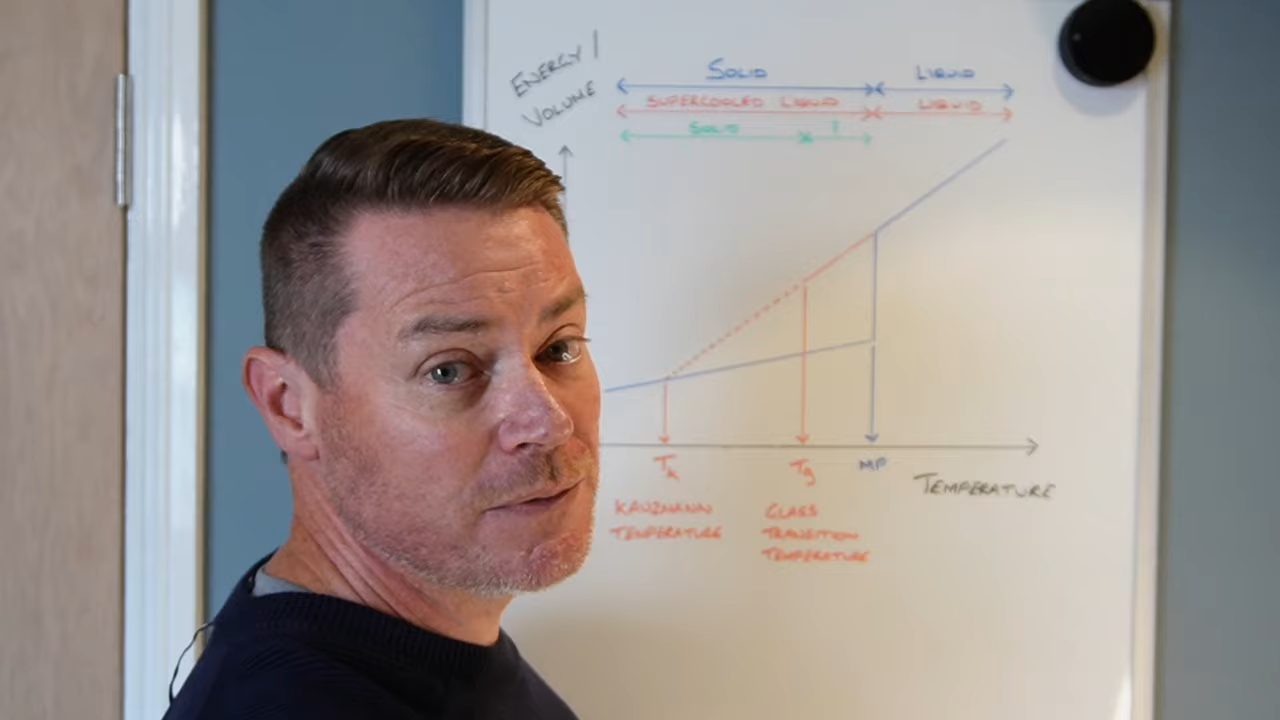 ENERGY /
VOLUME
SOLID LIQUID
SUPERCOOLED LIQUID LIQUID
SOLID ?
TK Tg MP
TEMPERATURE
KAUZMANN
TEMPERATURE
GLASS
TRANSITION
TEMPERATURE